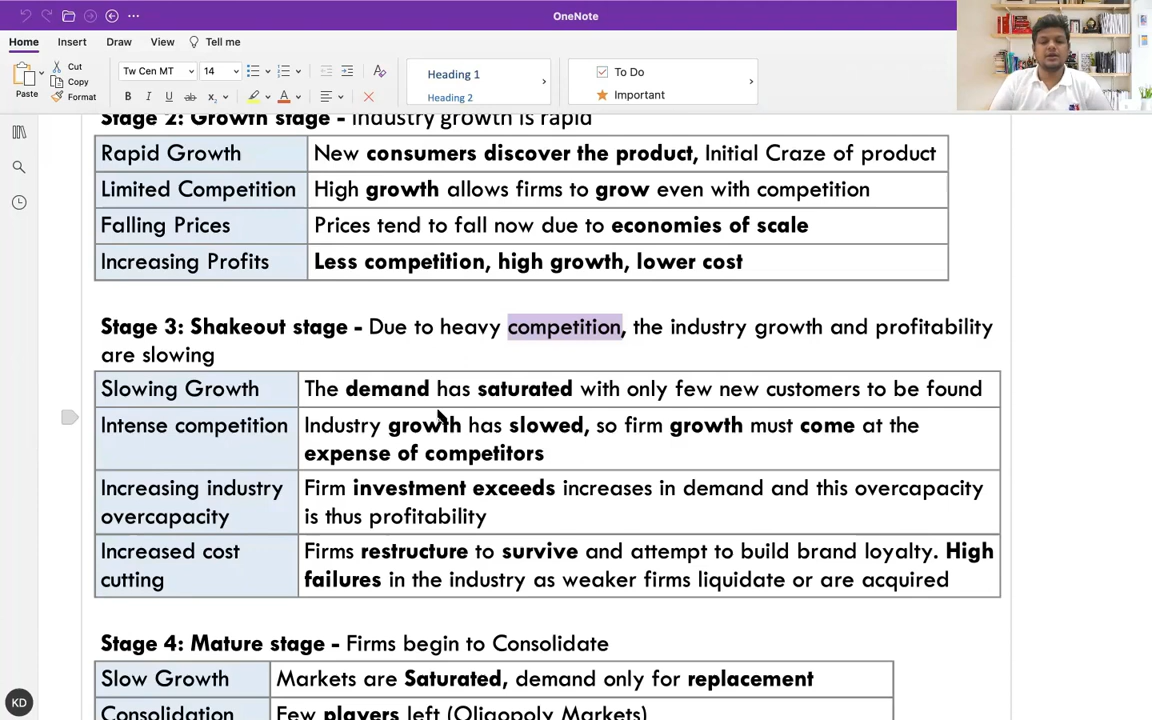 OneNote
Home Insert Draw View Tell me
Cut
Copy
Paste
Format
Tw Cen MT 14
B I U ab x₂ A
Heading 1
Heading 2
To Do
Important
Stage 2: Growth stage - Industry growth is rapid
Rapid Growth New consumers discover the product, Initial Craze of product
Limited Competition High growth allows firms to grow even with competition
Falling Prices Prices tend to fall now due to economies of scale
Increasing Profits Less competition, high growth, lower cost
Stage 3: Shakeout stage - Due to heavy competition, the industry growth and profitability
are slowing
Slowing Growth The demand has saturated with only few new customers to be found
Intense competition Industry growth has slowed, so firm growth must come at the
expense of competitors
Increasing industry Firm investment exceeds increases in demand and this overcapacity
overcapacity is thus profitability
Increased cost Firms restructure to survive and attempt to build brand loyalty. High
cutting failures in the industry as weaker firms liquidate or are acquired
Stage 4: Mature stage - Firms begin to Consolidate
Slow Growth Markets are Saturated, demand only for replacement
Consolidation Few players left (Oligopoly Markets)
KD